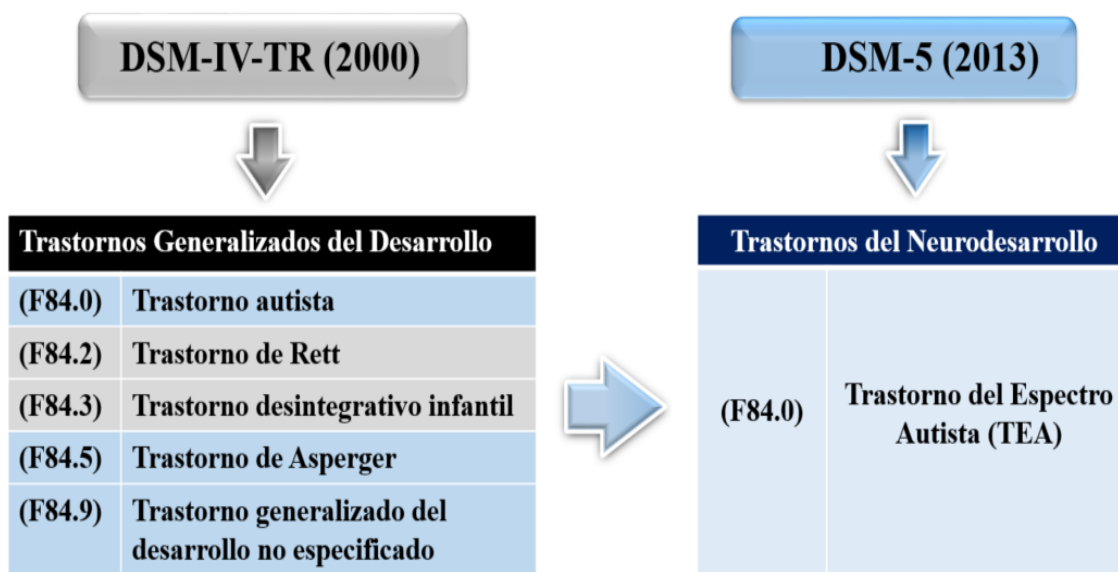 DSM-IV-TR (2000)
DSM-5 (2013)
Trastornos Generalizados del Desarrollo
(F84.0) Trastorno autista
(F84.2) Trastorno de Rett
(F84.3) Trastorno desintegrativo infantil
(F84.5) Trastorno de Asperger
(F84.9) Trastorno generalizado del
desarrollo no especificado
Trastornos del Neurodesarrollo
(F84.0)
Trastorno del Espectro
Autista (TEA)